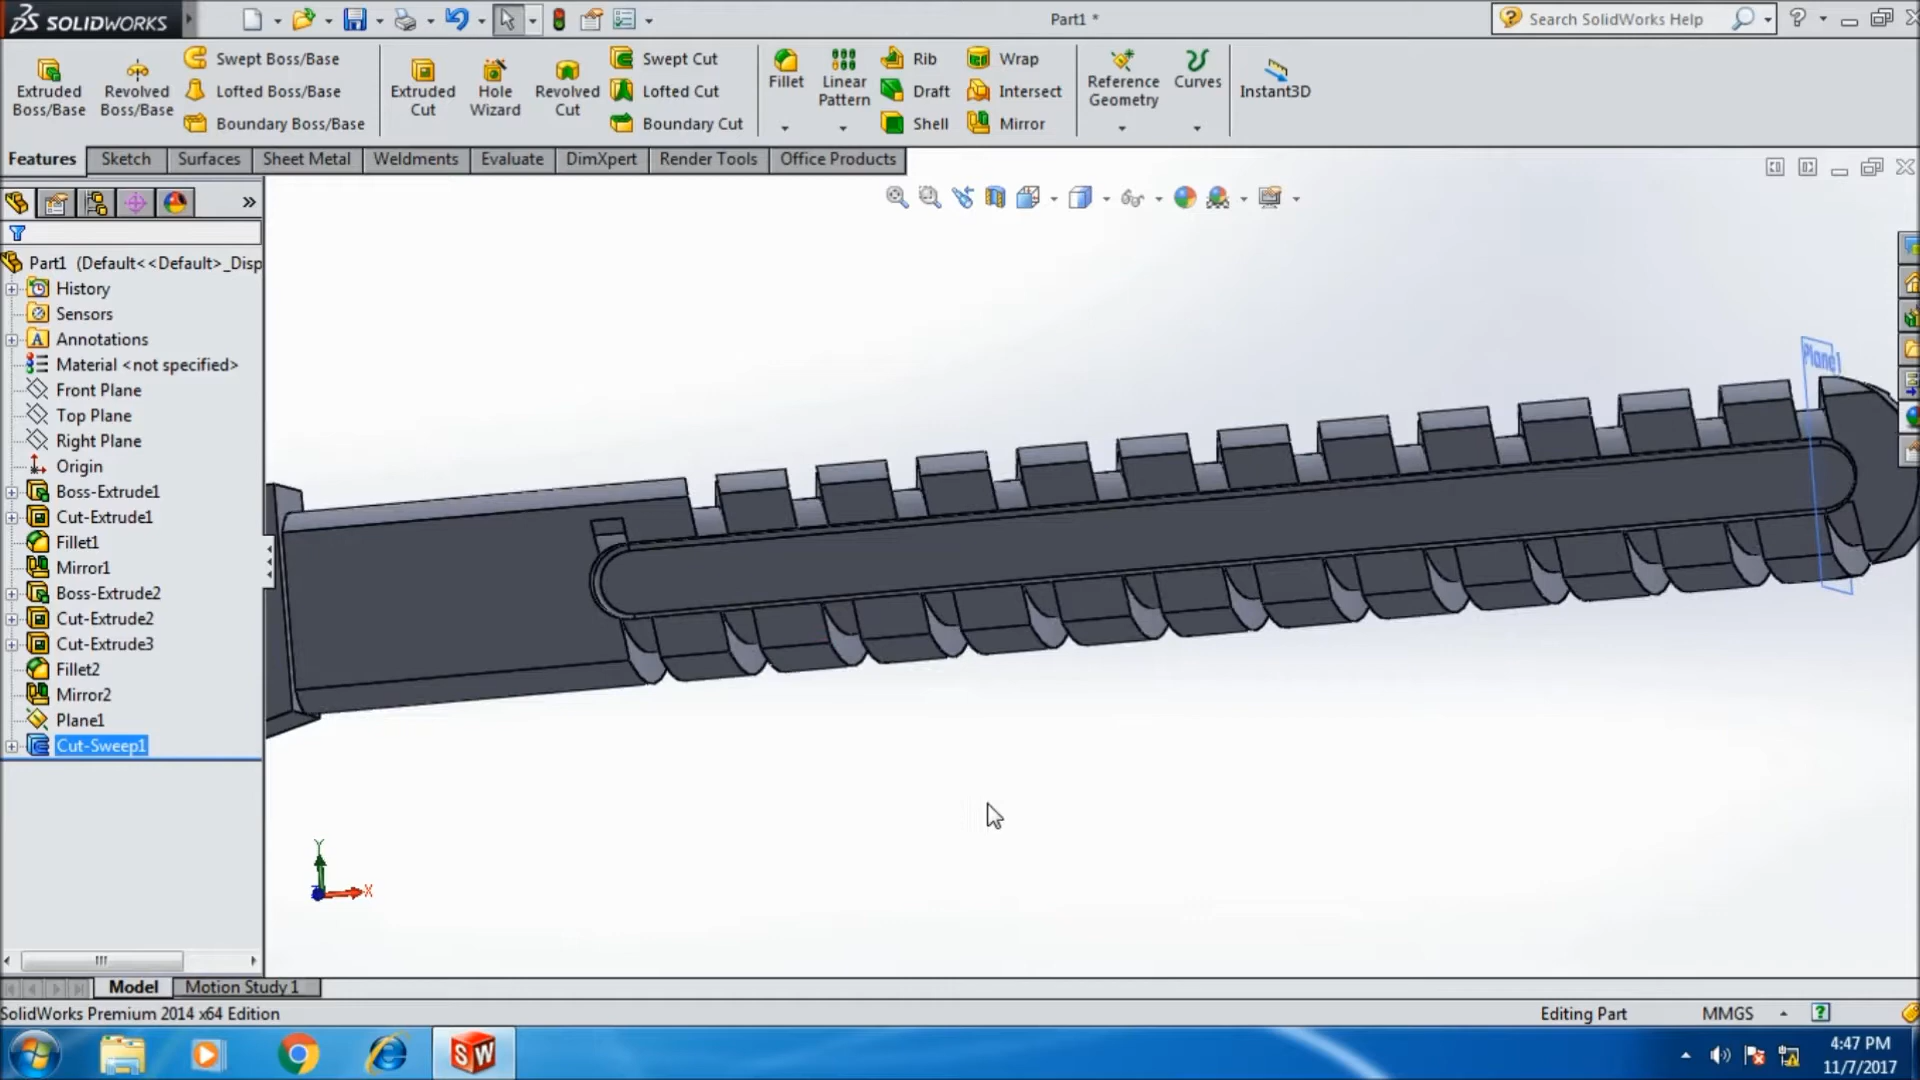 SOLIDWORKS
Part1 *
Search SolidWorks Help
Extruded Boss/Base
Revolved Boss/Base
Swept Boss/Base
Lofted Boss/Base
Boundary Boss/Base
Extruded Cut
Hole Wizard
Revolved Cut
Swept Cut
Lofted Cut
Boundary Cut
Fillet
Linear Pattern
Rib
Draft
Shell
Wrap
Intersect
Mirror
Reference Geometry
Curves
Instant3D
Features
Sketch
Surfaces
Sheet Metal
Weldments
Evaluate
DimXpert
Render Tools
Office Products
Part1 (Default<<Default>_Disp
History
Sensors
Annotations
Material <not specified>
Front Plane
Top Plane
Right Plane
Origin
Boss-Extrude1
Cut-Extrude1
Fillet1
Mirror1
Boss-Extrude2
Cut-Extrude2
Cut-Extrude3
Fillet2
Mirror2
Plane1
Cut-Sweep1
Plane1
Y
X
Model
Motion Study 1
SolidWorks Premium 2014 x64 Edition
Editing Part
MMGS
SW
4:47 PM
11/7/2017